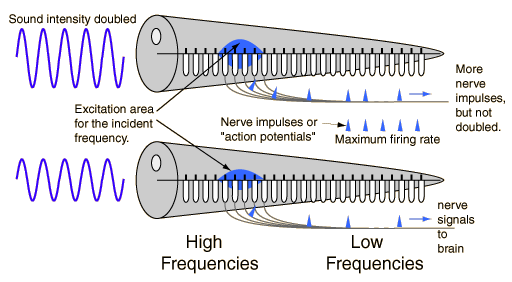 Sound intensity doubled
More
nerve
impulses,
but not
doubled.
Excitation area
for the incident
frequency.
Nerve impulses or
"action potentials"
Maximum firing rate
nerve
signals
to
brain
High
Frequencies
Low
Frequencies